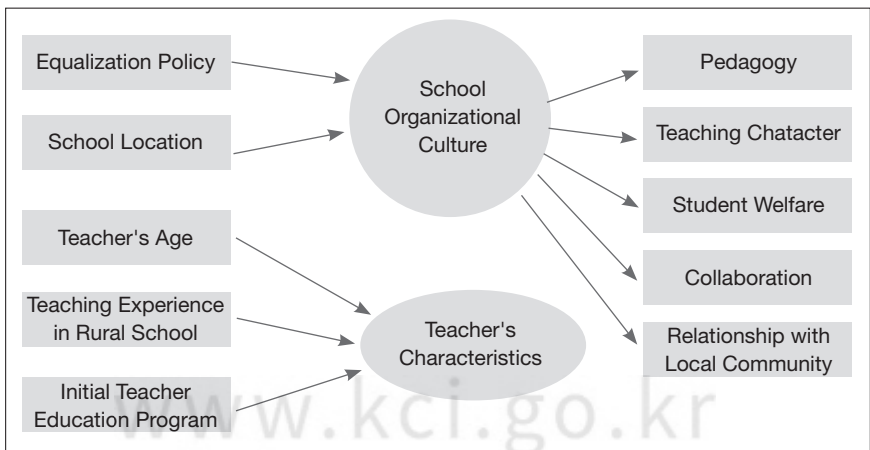 Equalization Policy
School Location
Teacher's Age
Teaching Experience
in Rural School
Initial Teacher
Education Program
School
Organizational
Culture
Teacher's
Characteristics
Pedagogy
Teaching Chatacter
Student Welfare
Collaboration
Relationship with
Local Community
www.kci.go.kr